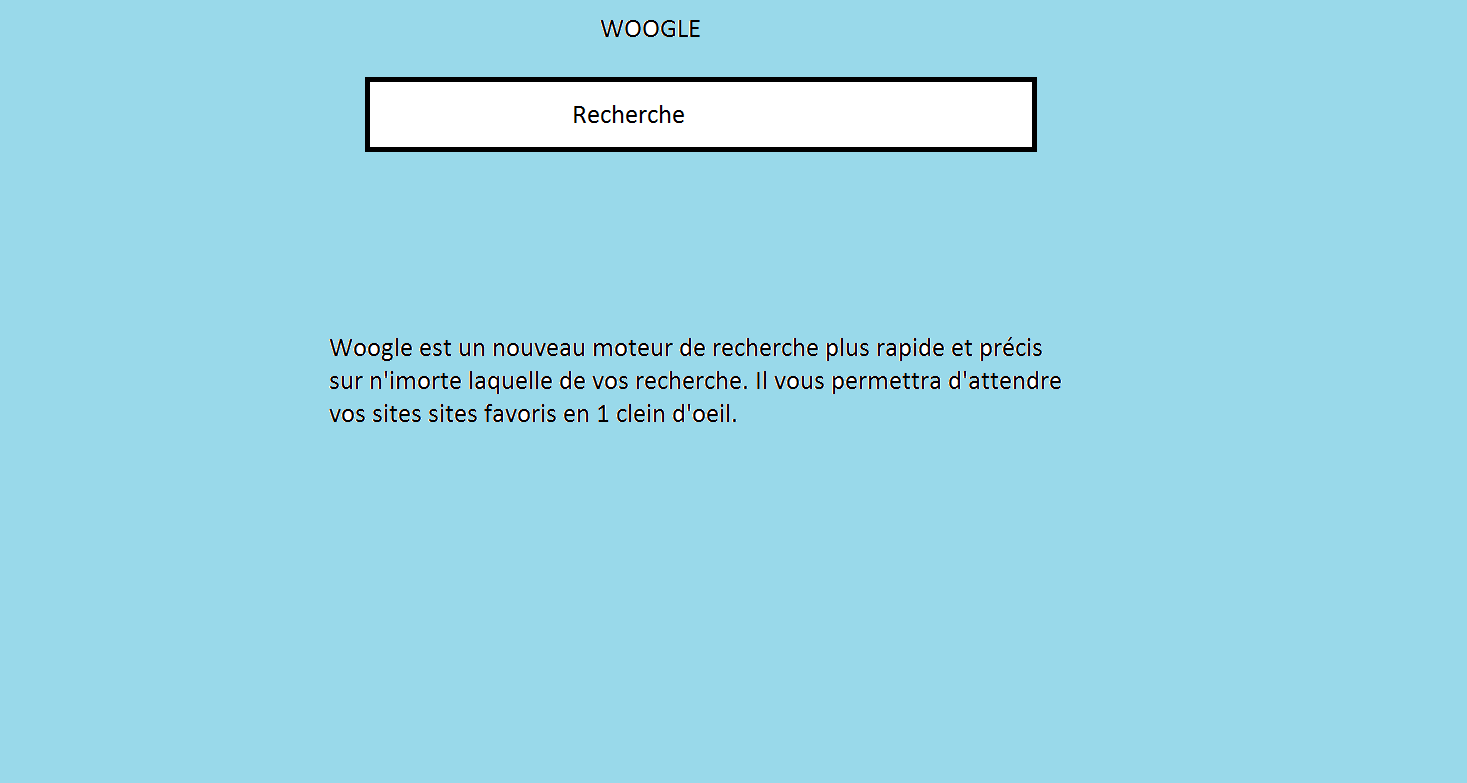 WOOGLE
Recherche
Woogle est un nouveau moteur de recherche plus rapide et précis
sur n'imorte laquelle de vos recherche. Il vous permettra d'attendre
vos sites sites favoris en 1 clein d'oeil.